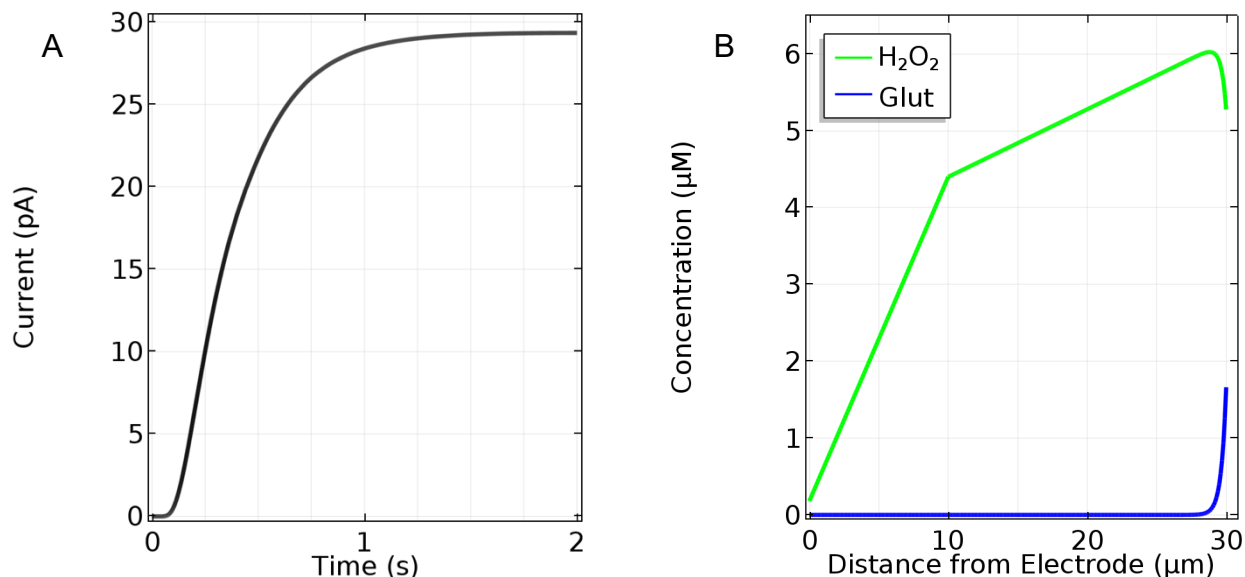 A
Current (pA)
30
25
20
15
10
5
0
0
1
2
Time (s)
B
Concentration (μM)
6
5
4
3
2
1
0
H₂O₂
Glut
0
10
20
30
Distance from Electrode (μm)